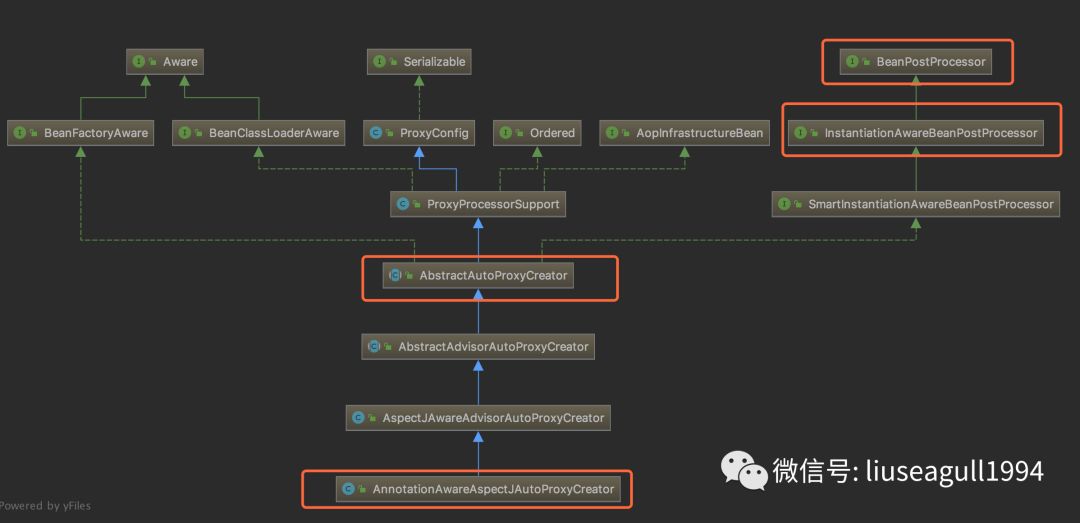 Aware
Serializable
BeanPostProcessor
BeanFactoryAware
BeanClassLoaderAware
ProxyConfig
Ordered
AopInfrastructureBean
InstantiationAwareBeanPostProcessor
ProxyProcessorSupport
SmartInstantiationAwareBeanPostProcessor
AbstractAutoProxyCreator
AbstractAdvisorAutoProxyCreator
AspectJAwareAdvisorAutoProxyCreator
AnnotationAwareAspectJAutoProxyCreator
微信号: liuseagull1994
Powered by yFiles